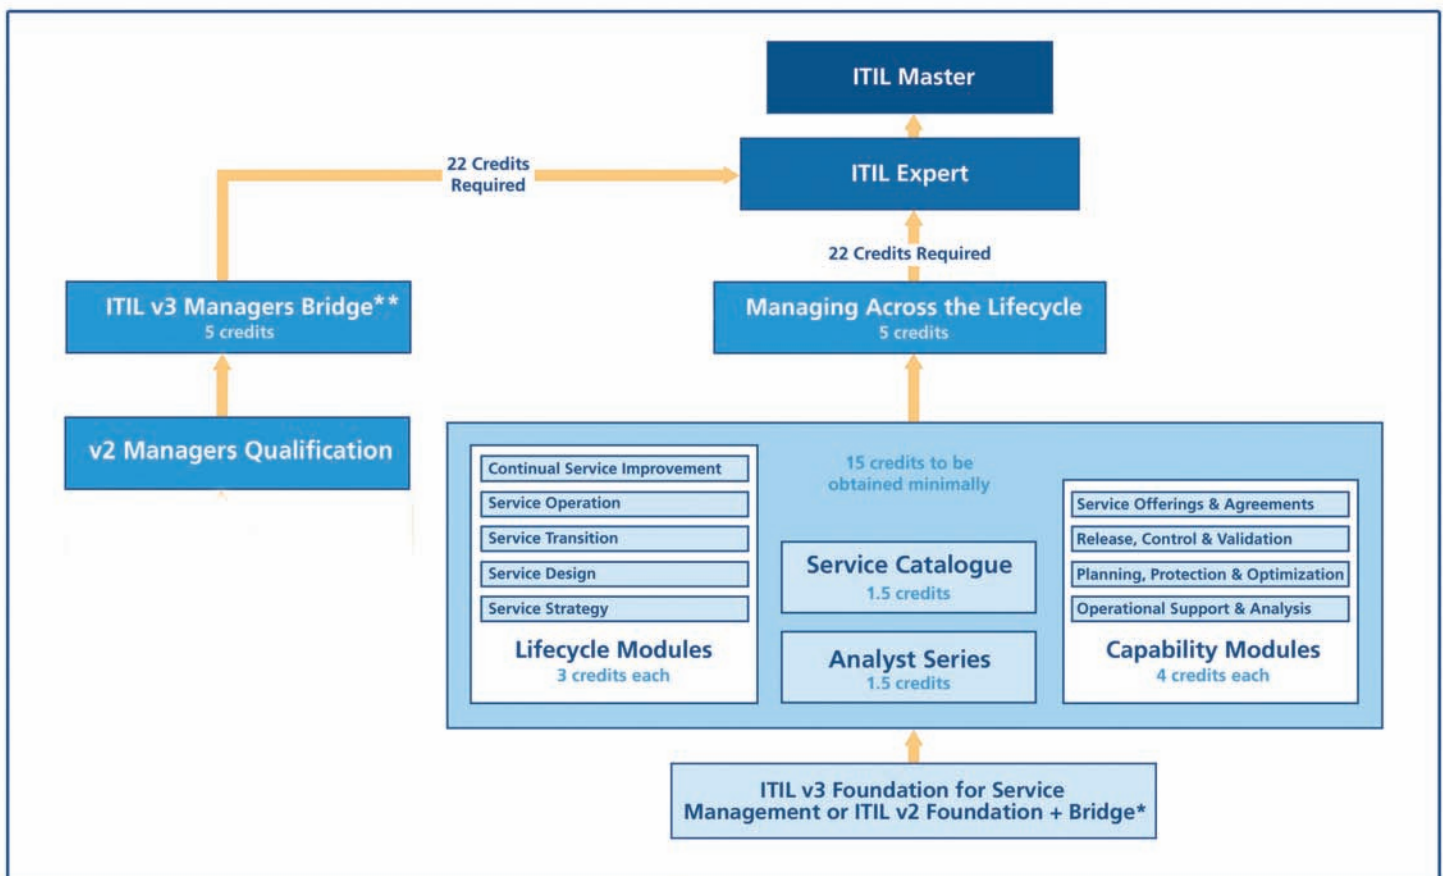 ITIL Master
ITIL Expert
22 Credits
Required
22 Credits Required
ITIL v3 Managers Bridge**
5 credits
Managing Across the Lifecycle
5 credits
v2 Managers Qualification
15 credits to be
obtained minimally
Continual Service Improvement
Service Operation
Service Transition
Service Design
Service Strategy
Lifecycle Modules
3 credits each
Service Catalogue
1.5 credits
Analyst Series
1.5 credits
Service Offerings & Agreements
Release, Control & Validation
Planning, Protection & Optimization
Operational Support & Analysis
Capability Modules
4 credits each
ITIL v3 Foundation for Service
Management or ITIL v2 Foundation + Bridge*